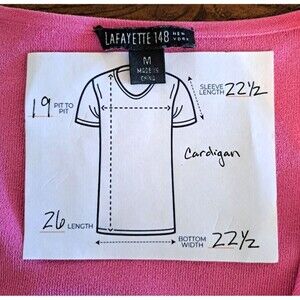 LAFAYETTE 148 NEW YORK
M
MADE IN
CHINA
SLEEVE
LENGTH 22½
19 PIT TO
PIT
Cardigan
26 LENGTH
BOTTOM
WIDTH 22½